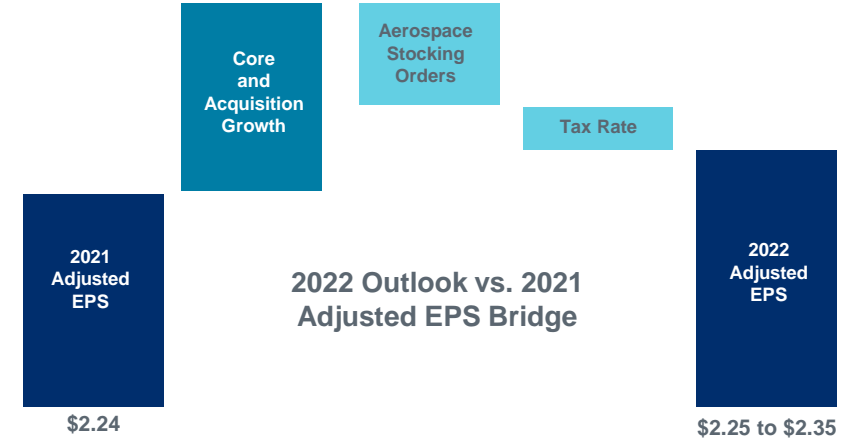 Core
and
Acquisition
Growth
Aerospace
Stocking
Orders
Tax Rate
2021
Adjusted
EPS
2022
Adjusted
EPS
2022 Outlook vs. 2021
Adjusted EPS Bridge
$2.24
$2.25 to $2.35